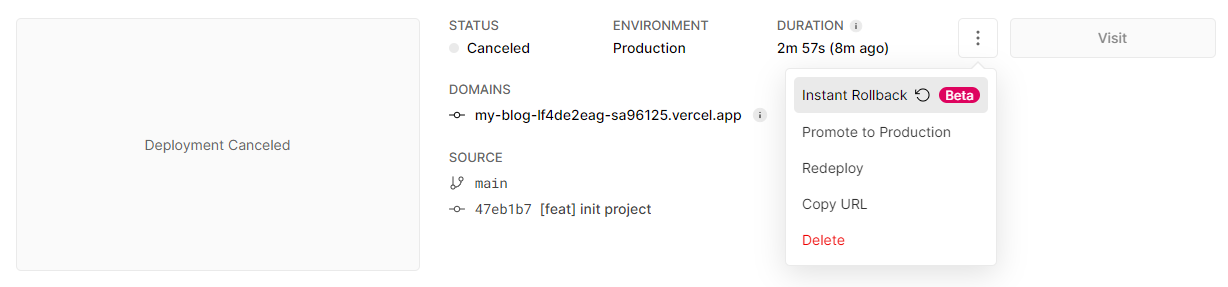 Deployment Canceled
STATUS
Canceled
ENVIRONMENT
Production
DURATION
2m 57s (8m ago)
Visit
DOMAINS
my-blog-lf4de2eag-sa96125.vercel.app
SOURCE
main
47eb1b7 [feat] init project
Instant Rollback Beta
Promote to Production
Redeploy
Copy URL
Delete